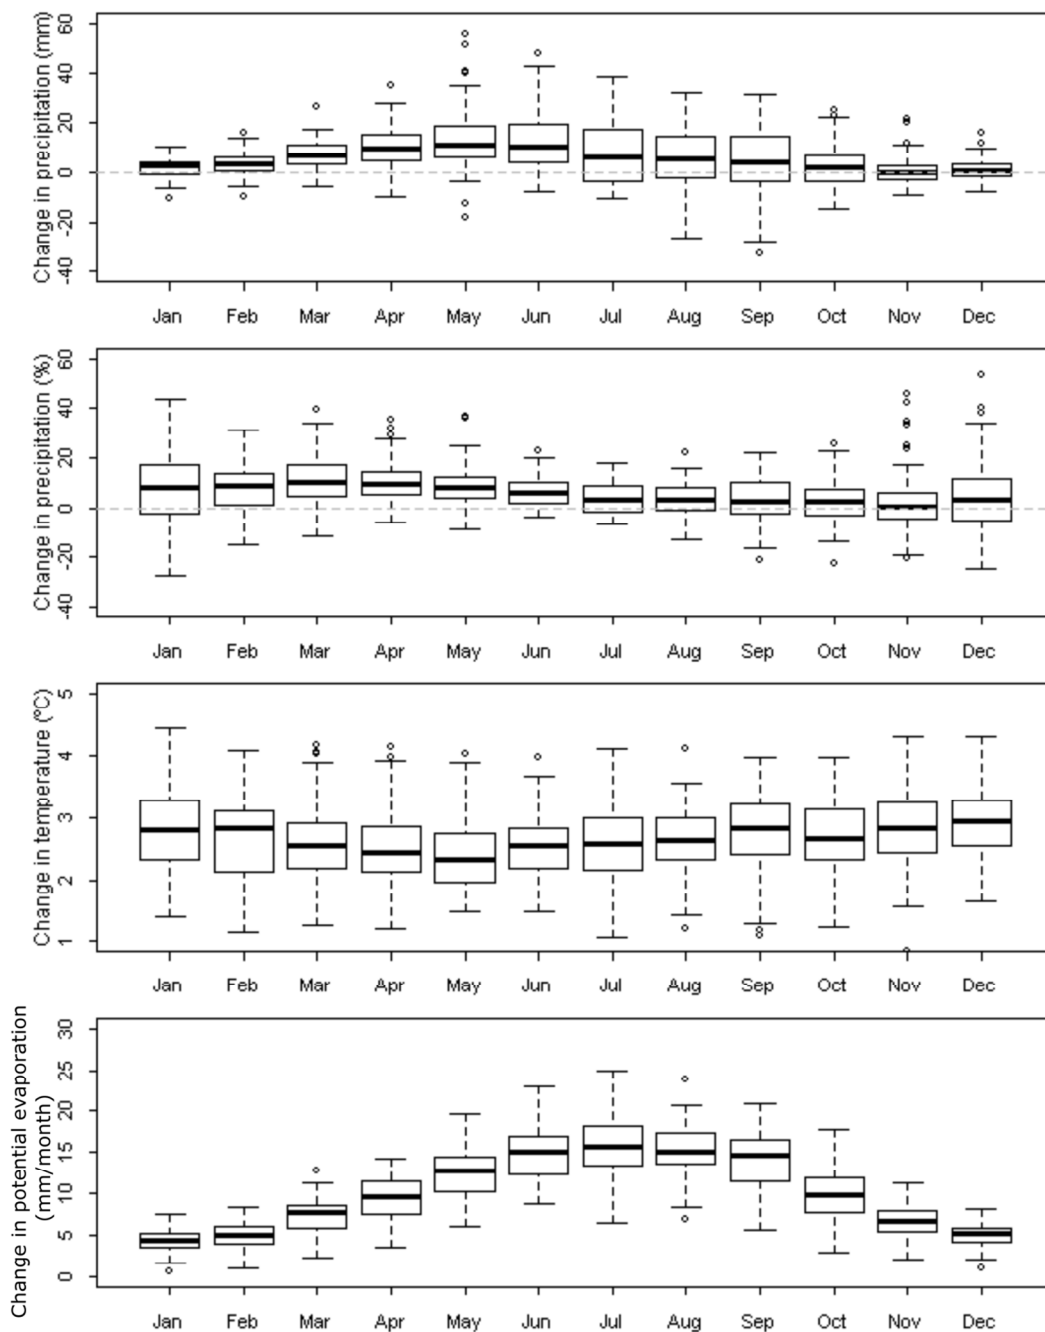 Change in precipitation (mm)
60
40
20
0
-20
-40
Jan Feb Mar Apr May Jun Jul Aug Sep Oct Nov Dec
Change in precipitation (%)
60
40
20
0
-20
-40
Jan Feb Mar Apr May Jun Jul Aug Sep Oct Nov Dec
Change in temperature (ºC)
5
4
3
2
1
Jan Feb Mar Apr May Jun Jul Aug Sep Oct Nov Dec
Change in potential evaporation
(mm/month)
30
25
20
15
10
5
0
Jan Feb Mar Apr May Jun Jul Aug Sep Oct Nov Dec